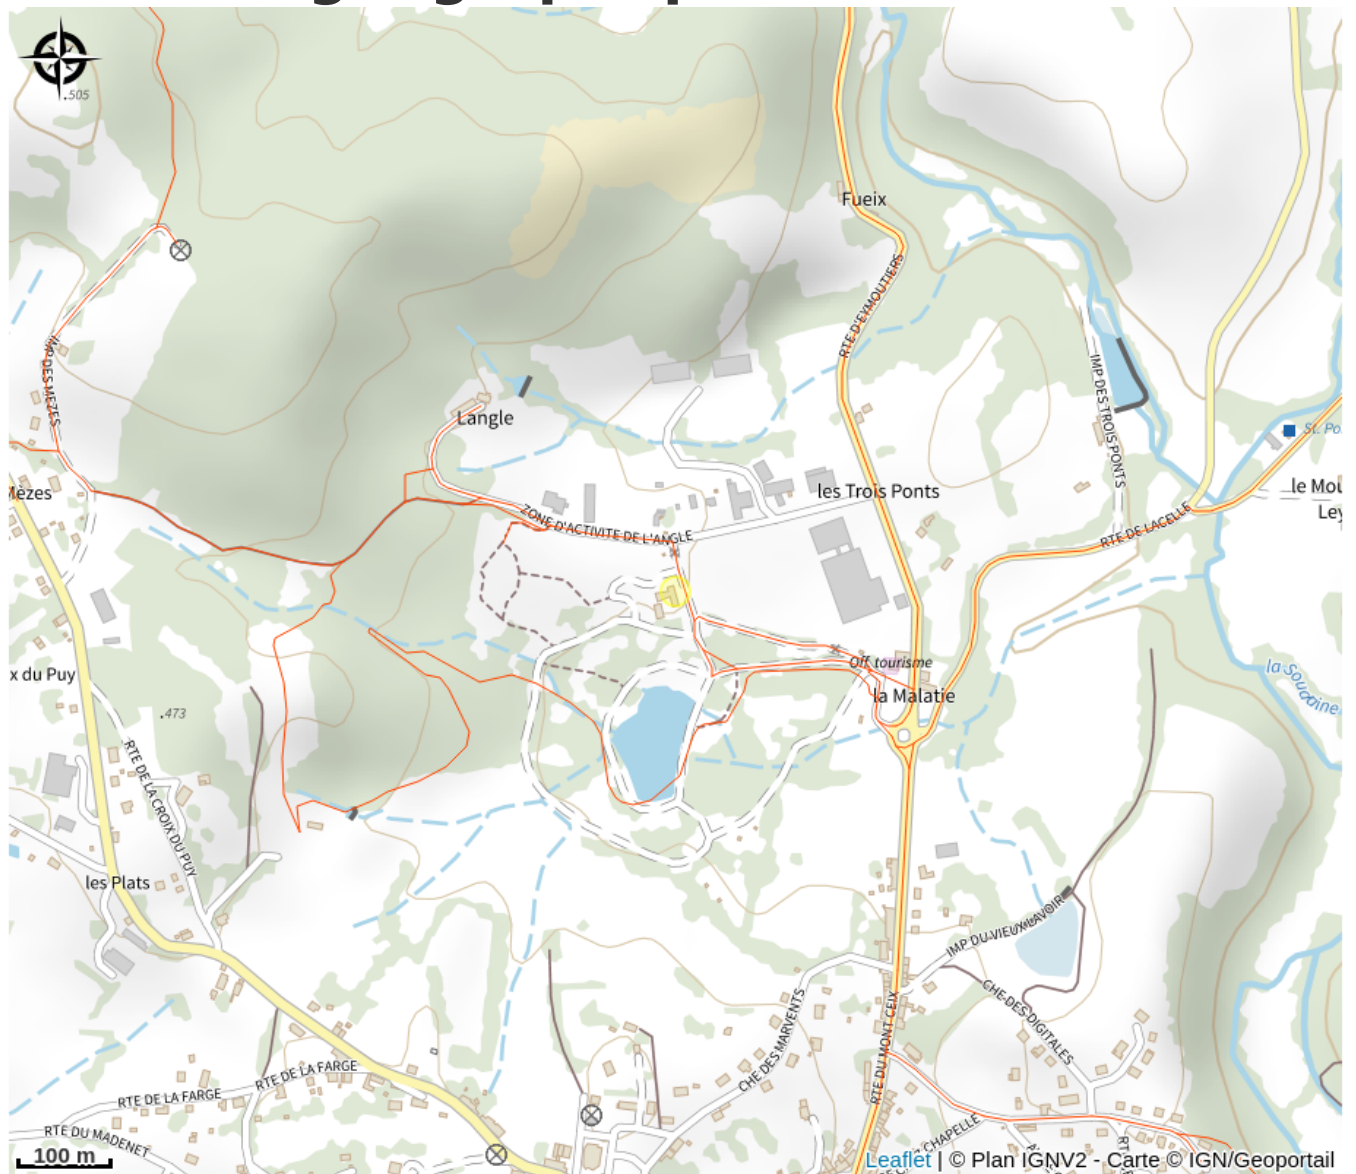 .505
Fueix
RTE D'EYMOUTIERS
IMP DES MEZES
IMP DES TROIS PONTS
Langle
St. Po
Mèzes
les Trois Ponts
le Mou
Ley
ZONE D'ACTIVITE DE L'ANGLE
RTE DE LACELLE
Off. tourisme
x du Puy
la Malatie
la Soudaine
.473
RTE DE LA CROIX DU PUY
les Plats
IMP DU VIEUX LAVOIR
CHE DES DIGITALES
CHE DES MARVENTS
RTE DU MONT CEIX
RTE DE LA FARGE
RTE DE LA FARGE
RTE DU MADENET
CHAPELLE
100 m
Leaflet | © Plan IGNV2 - Carte © IGN/Geoportail